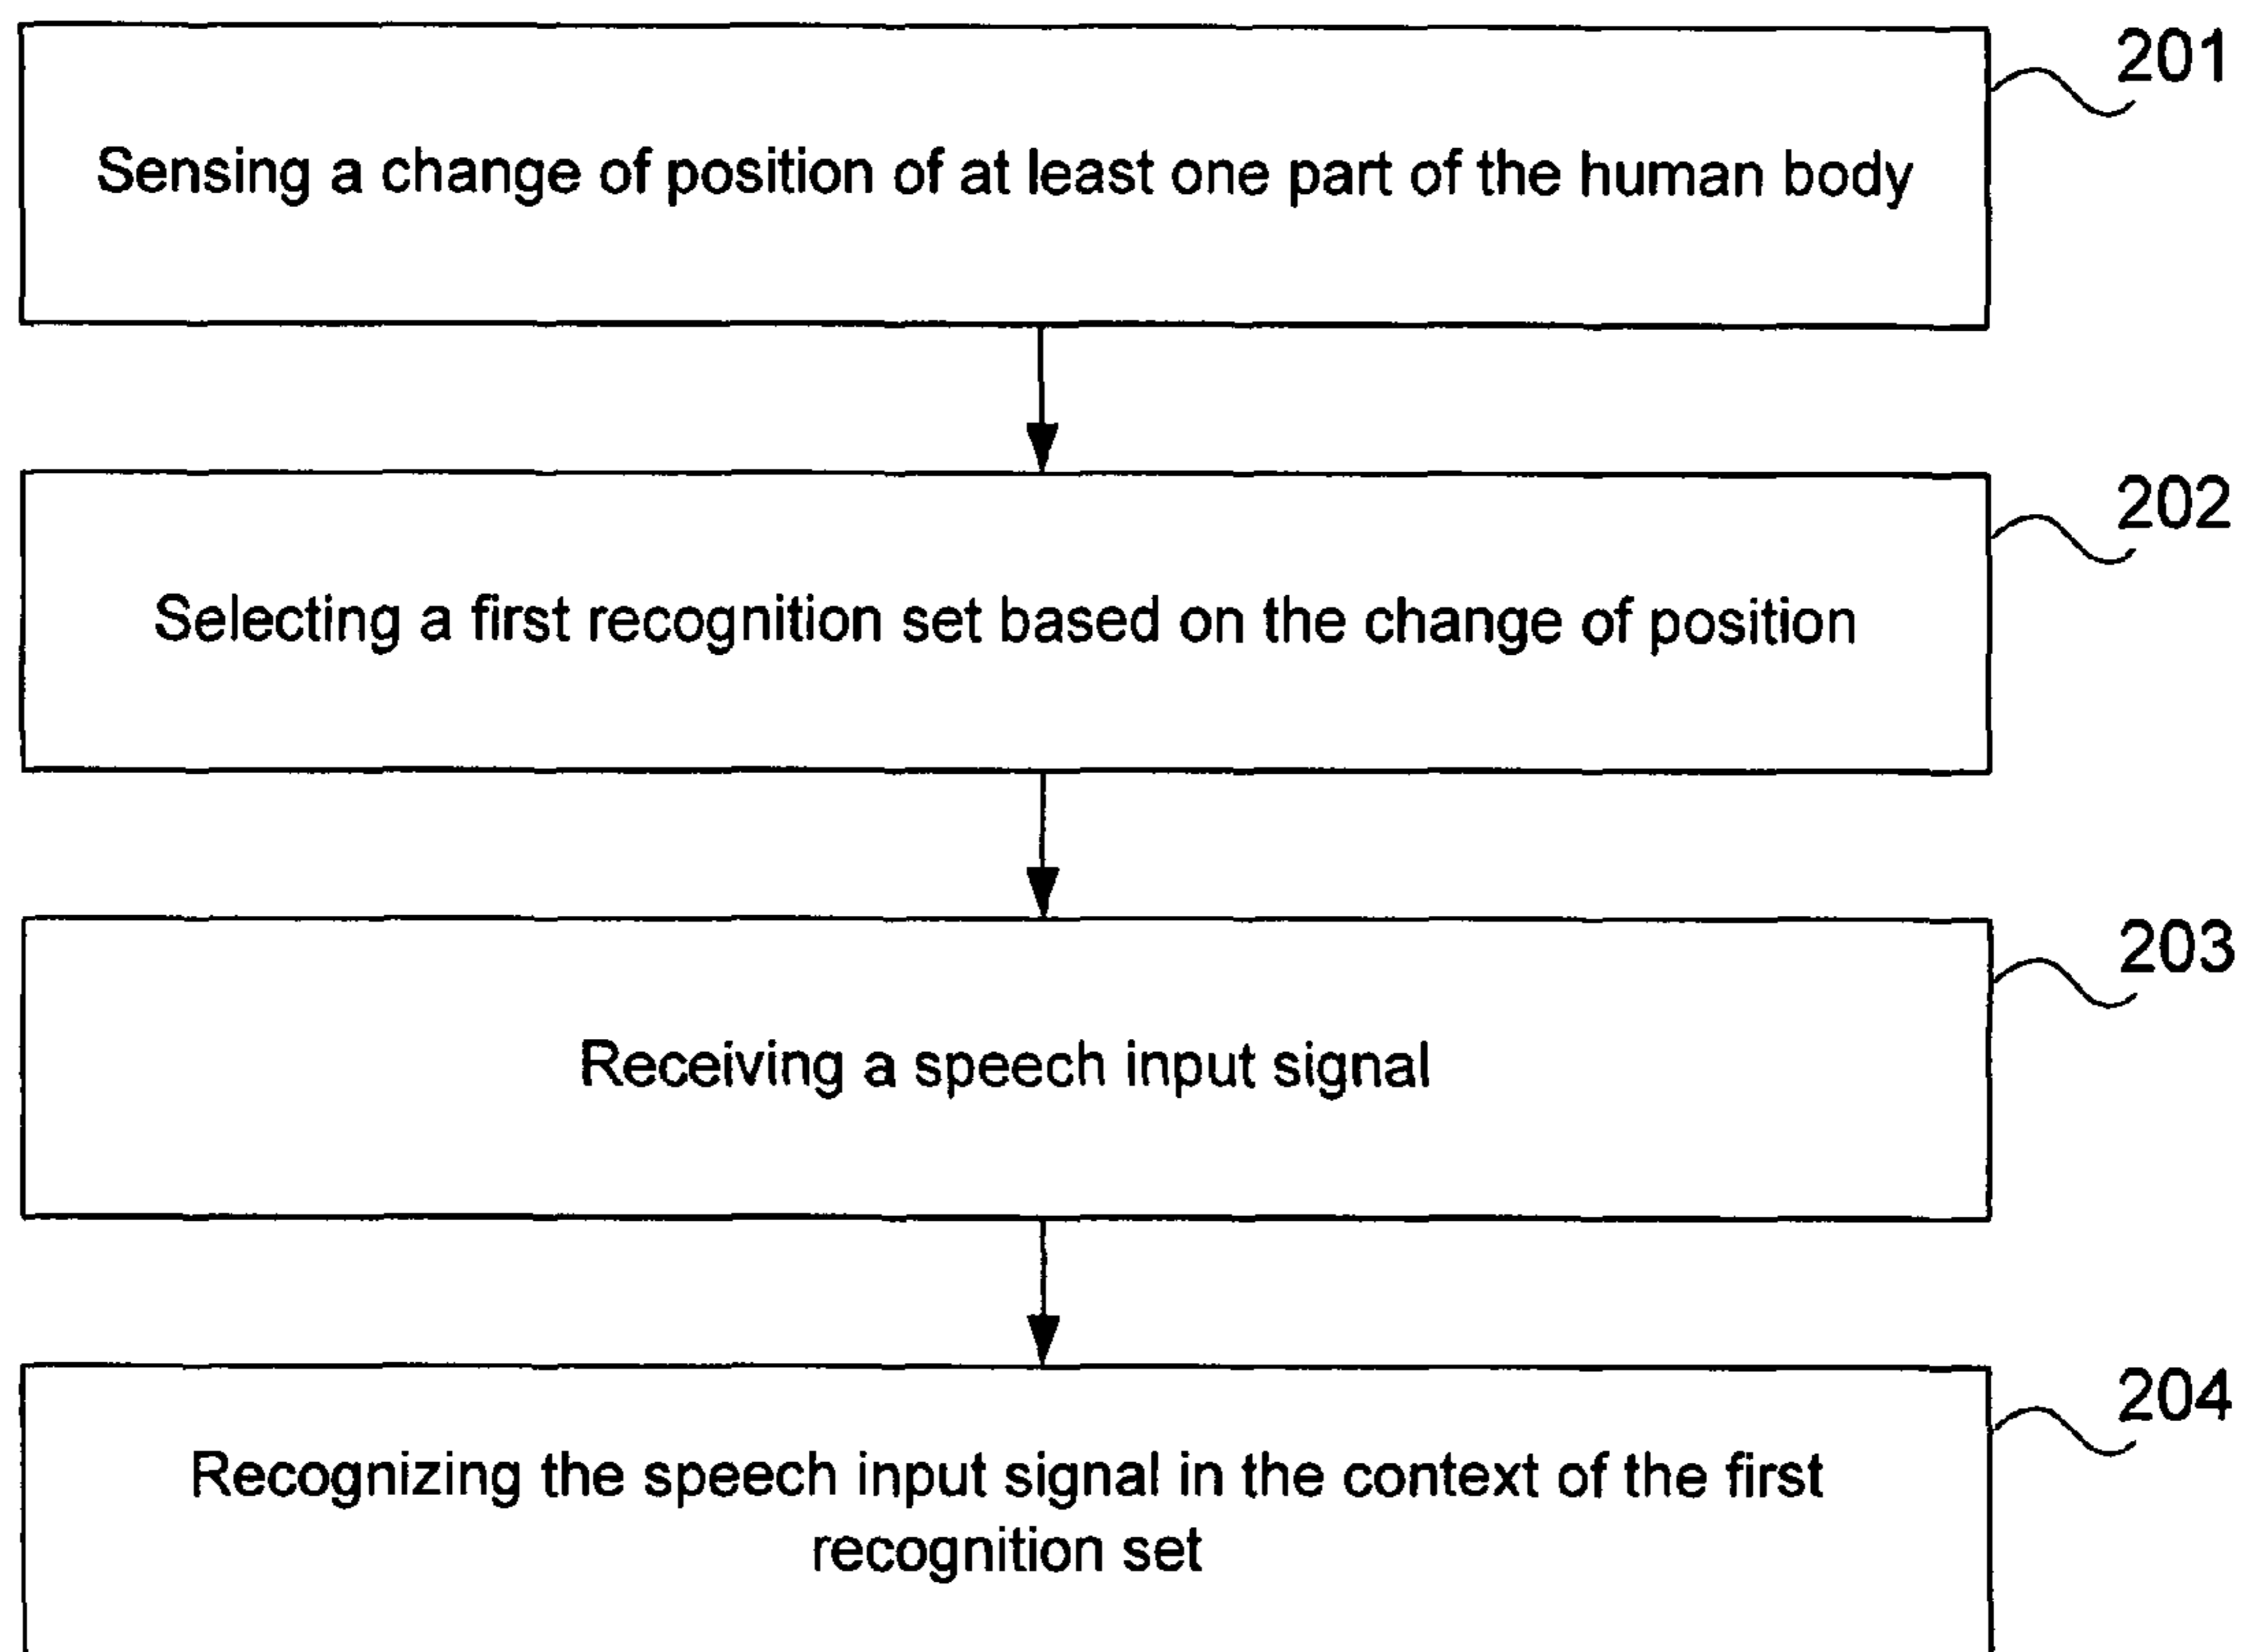 201
Sensing a change of position of at least one part of the human body
202
Selecting a first recognition set based on the change of position
203
Receiving a speech input signal
204
Recognizing the speech input signal in the context of the first
recognition set